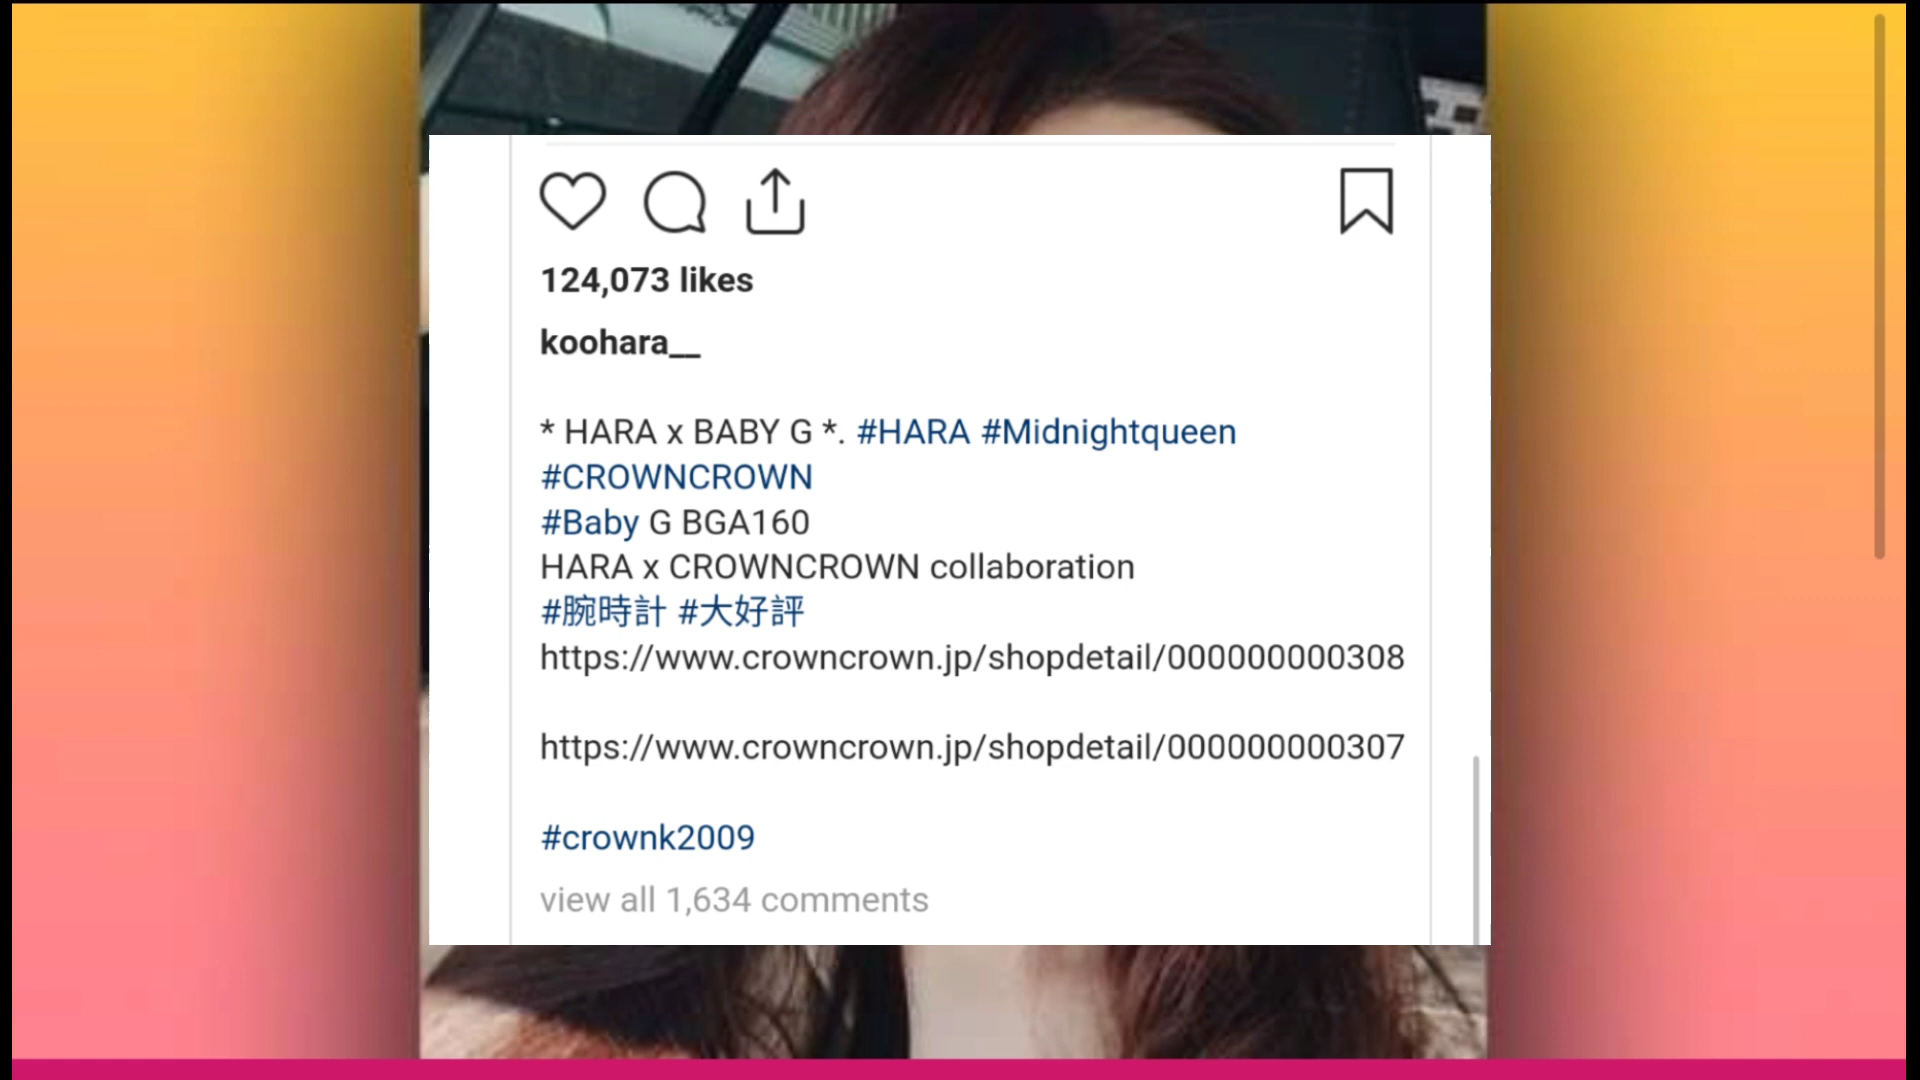 124,073 likes
koohara__
* HARA x BABY G *. #HARA #Midnightqueen
#CROWNCROWN
#Baby G BGA160
HARA x CROWNCROWN collaboration
#腕時計 #大好評
https://www.crowncrown.jp/shopdetail/000000000308
https://www.crowncrown.jp/shopdetail/000000000307
#crownk2009
view all 1,634 comments